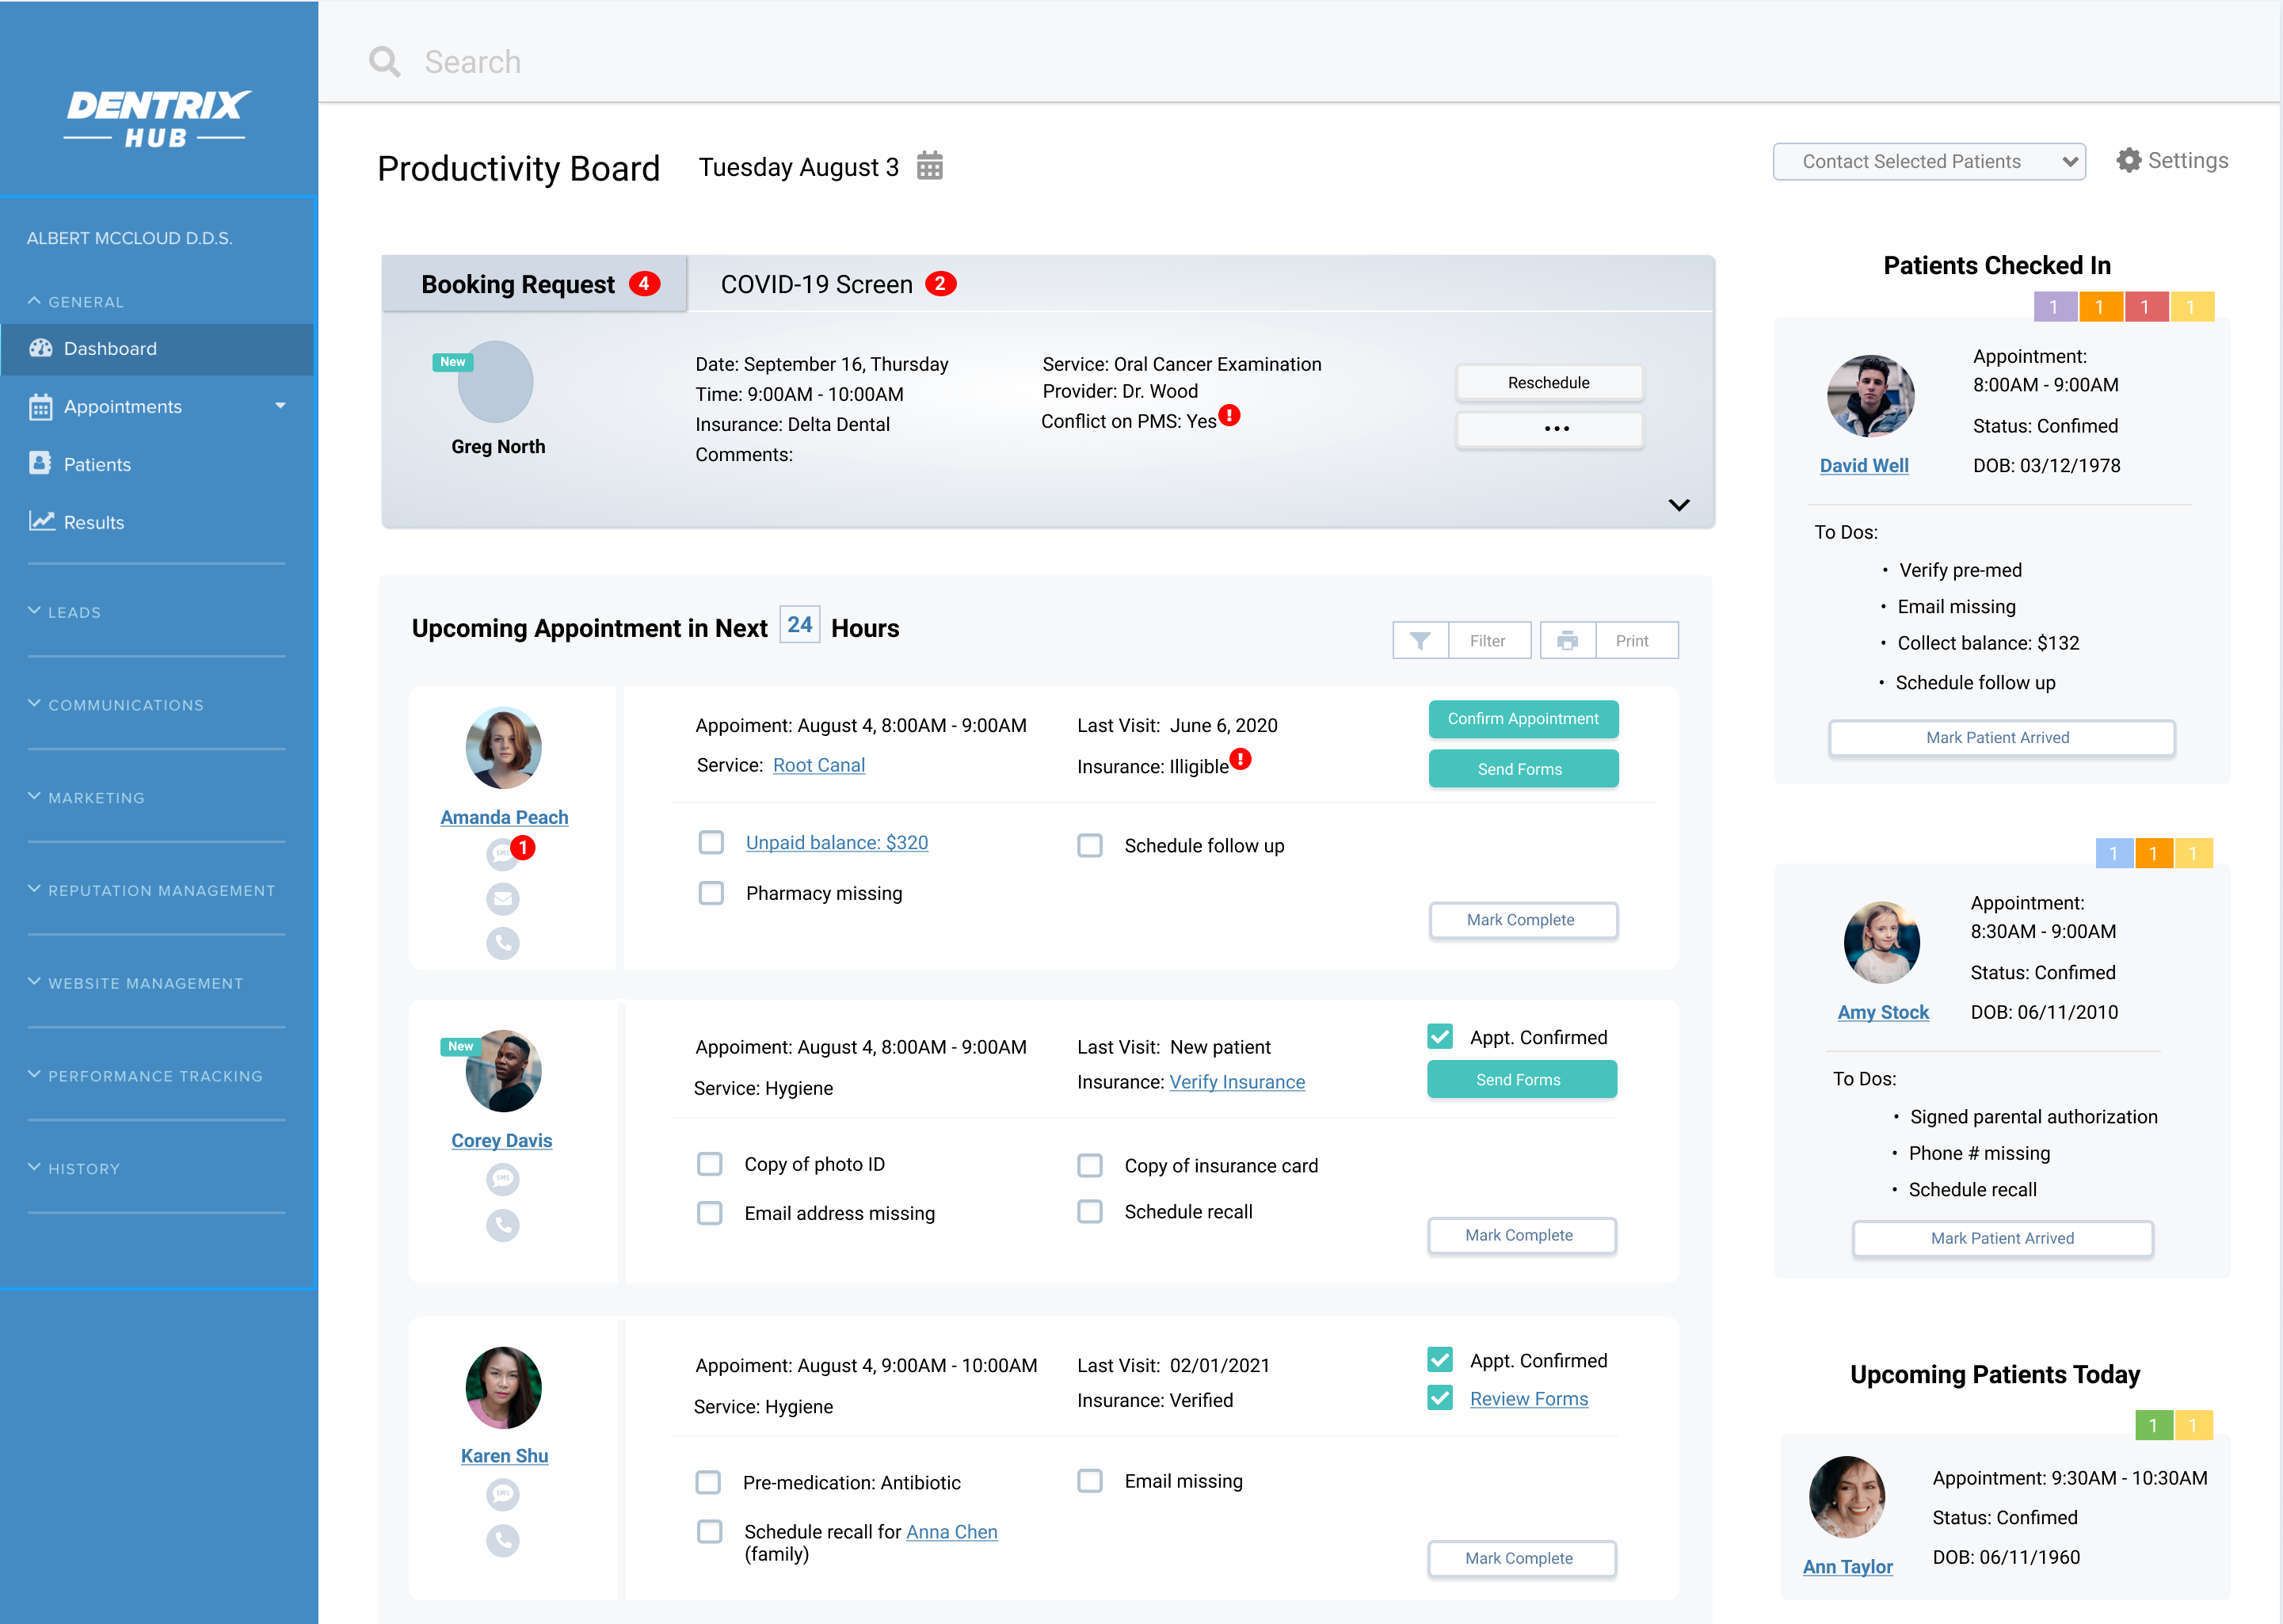 DENTRIX
HUB
ALBERT MCCLOUD D.D.S.
GENERAL
Dashboard
Appointments
Patients
Results
LEADS
COMMUNICATIONS
MARKETING
REPUTATION MANAGEMENT
WEBSITE MANAGEMENT
PERFORMANCE TRACKING
HISTORY
Search
Productivity Board
Tuesday August 3
Contact Selected Patients
Settings
Booking Request 4
COVID-19 Screen 2
New
Greg North
Date: September 16, Thursday
Time: 9:00AM - 10:00AM
Insurance: Delta Dental
Comments:
Service: Oral Cancer Examination
Provider: Dr. Wood
Conflict on PMS: Yes !
Reschedule
•••
Upcoming Appointment in Next 24 Hours
Filter
Print
Amanda Peach
SMS 1
Appoiment: August 4, 8:00AM - 9:00AM
Service: Root Canal
Last Visit: June 6, 2020
Insurance: Illigible !
Confirm Appointment
Send Forms
Unpaid balance: $320
Schedule follow up
Pharmacy missing
Mark Complete
New
Corey Davis
SMS
Appoiment: August 4, 8:00AM - 9:00AM
Service: Hygiene
Last Visit: New patient
Insurance: Verify Insurance
Appt. Confirmed
Send Forms
Copy of photo ID
Copy of insurance card
Email address missing
Schedule recall
Mark Complete
Karen Shu
SMS
Appoiment: August 4, 9:00AM - 10:00AM
Service: Hygiene
Last Visit: 02/01/2021
Insurance: Verified
Appt. Confirmed
Review Forms
Pre-medication: Antibiotic
Email missing
Schedule recall for Anna Chen
(family)
Mark Complete
Patients Checked In
1 1 1 1
David Well
Appointment:
8:00AM - 9:00AM
Status: Confimed
DOB: 03/12/1978
To Dos:
• Verify pre-med
• Email missing
• Collect balance: $132
• Schedule follow up
Mark Patient Arrived
1 1 1
Amy Stock
Appointment:
8:30AM - 9:00AM
Status: Confimed
DOB: 06/11/2010
To Dos:
• Signed parental authorization
• Phone # missing
• Schedule recall
Mark Patient Arrived
Upcoming Patients Today
1 1
Ann Taylor
Appointment: 9:30AM - 10:30AM
Status: Confimed
DOB: 06/11/1960